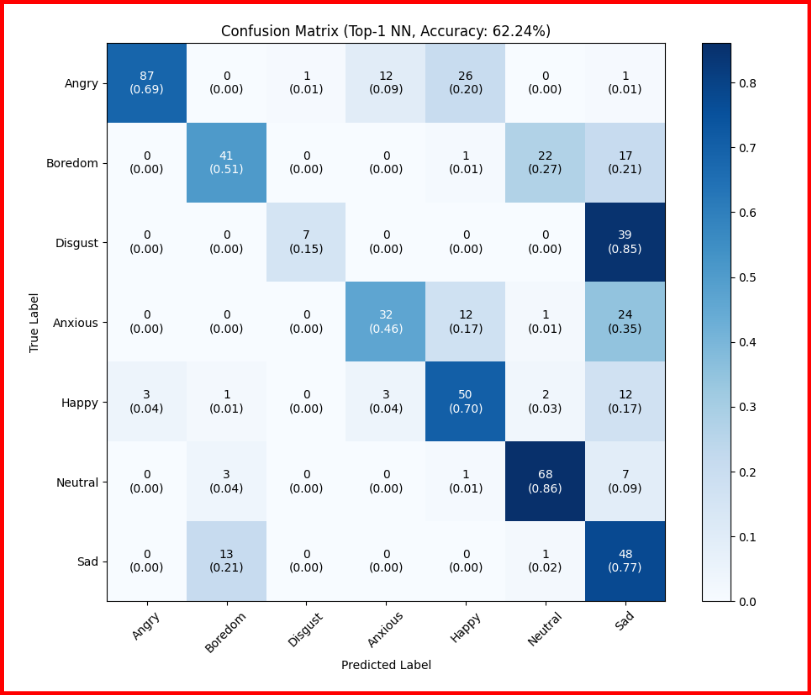 Confusion Matrix (Top-1 NN, Accuracy: 62.24%)
Angry
87 0 1 12 26 0 1
(0.69) (0.00) (0.01) (0.09) (0.20) (0.00) (0.01)
Boredom
0 41 0 0 1 22 17
(0.00) (0.51) (0.00) (0.00) (0.01) (0.27) (0.21)
Disgust
0 0 7 0 0 0 39
(0.00) (0.00) (0.15) (0.00) (0.00) (0.00) (0.85)
Anxious
0 0 0 32 12 1 24
(0.00) (0.00) (0.00) (0.46) (0.17) (0.01) (0.35)
Happy
3 1 0 3 50 2 12
(0.04) (0.01) (0.00) (0.04) (0.70) (0.03) (0.17)
Neutral
0 3 0 0 1 68 7
(0.00) (0.04) (0.00) (0.00) (0.01) (0.86) (0.09)
Sad
0 13 0 0 0 1 48
(0.00) (0.21) (0.00) (0.00) (0.00) (0.02) (0.77)
True Label
Angry Boredom Disgust Anxious Happy Neutral Sad
Predicted Label
0.8
0.7
0.6
0.5
0.4
0.3
0.2
0.1
0.0